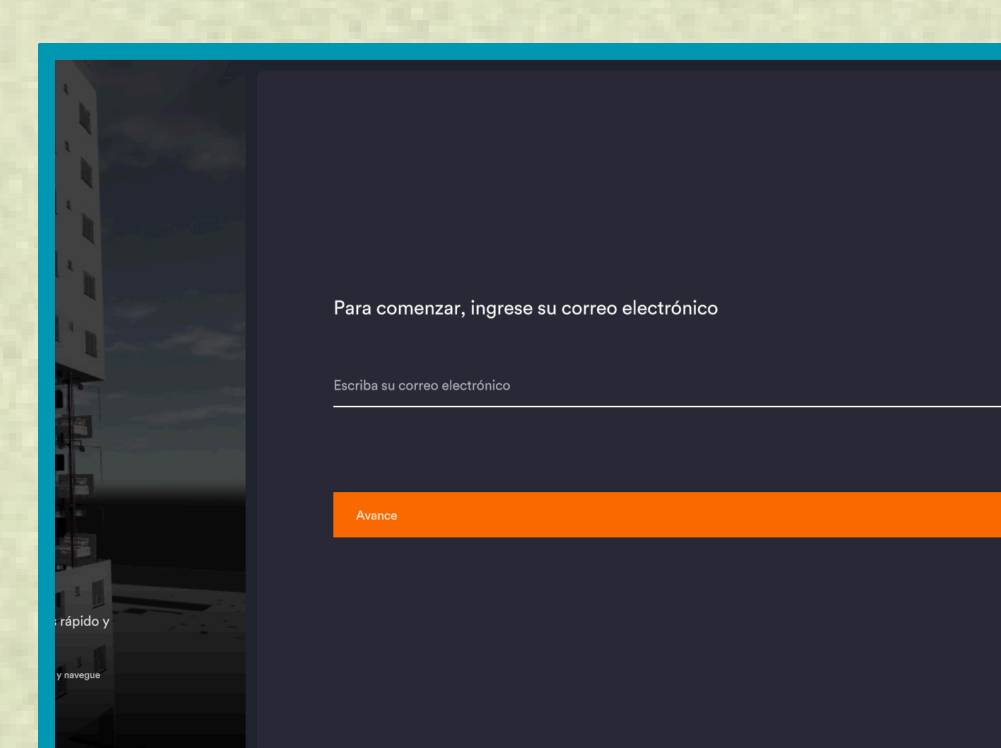 Para comenzar, ingrese su correo electrónico
Escriba su correo electrónico
Avance
rápido y
y navegue